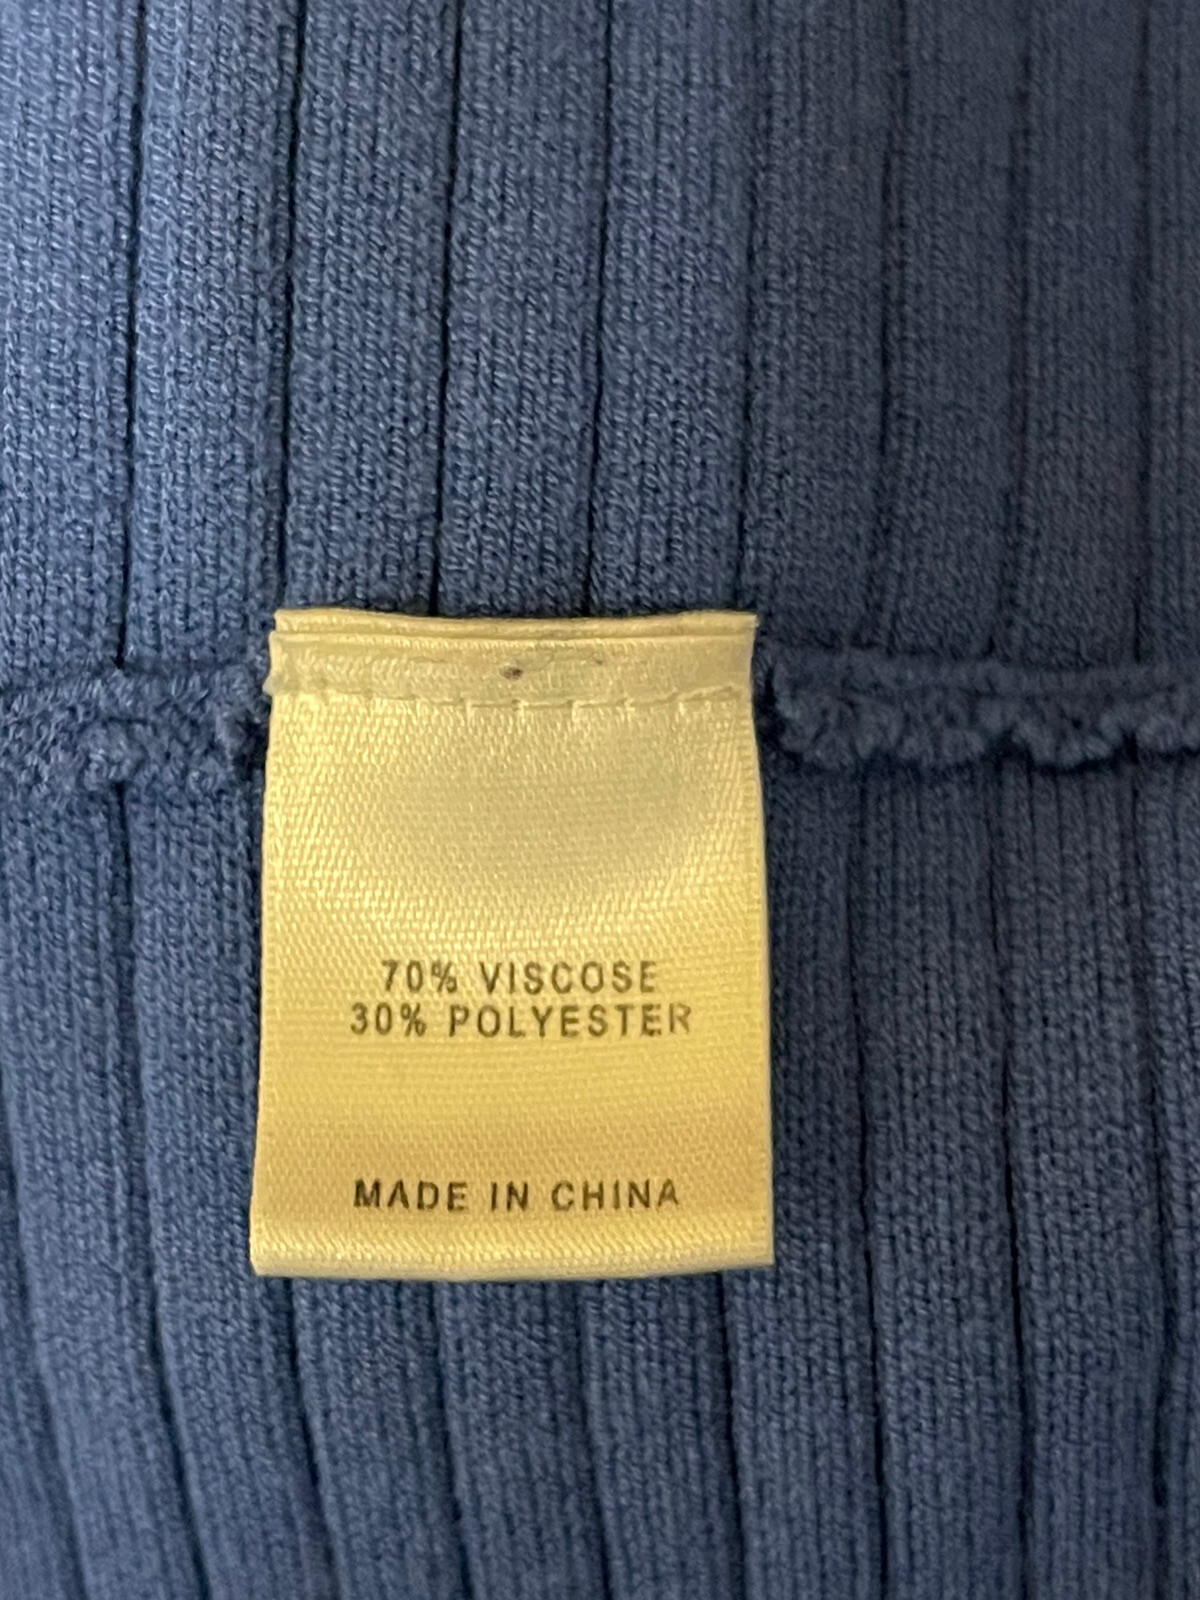 70% VISCOSE
30% POLYESTER
MADE IN CHINA